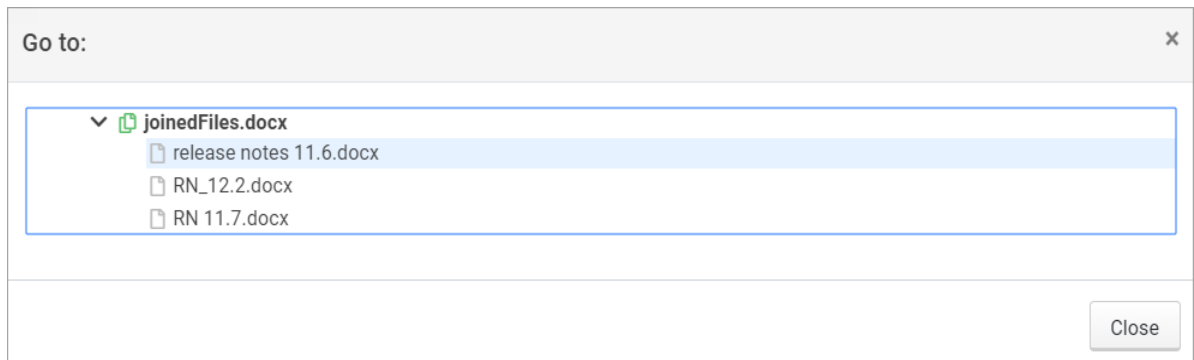 Go to:
×
joinedFiles.docx
release notes 11.6.docx
RN_12.2.docx
RN 11.7.docx
Close